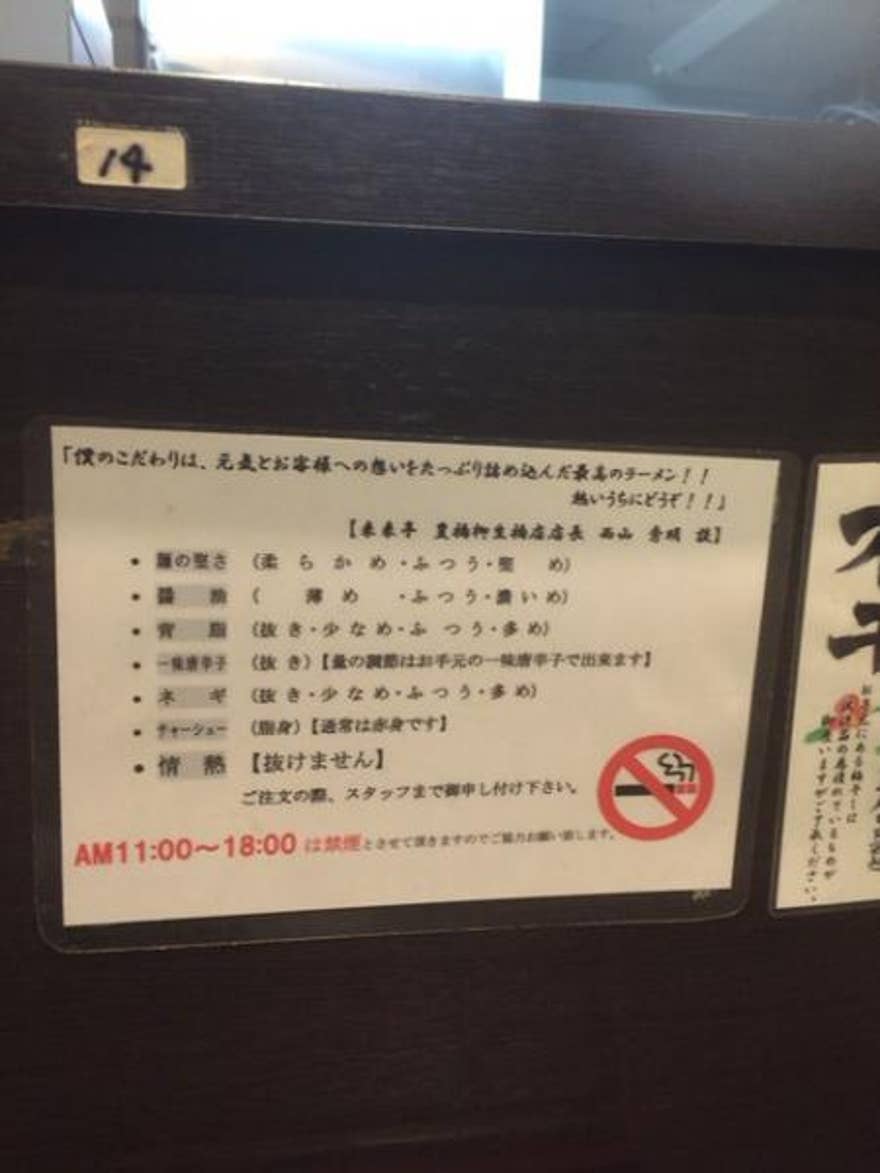 14
「僕のこだわりは、元気とお客様への想いをたっぷり詰め込んだ最高のラーメン！！
熱いうちにどうぞ！！」
【来来亭 豊橋柳生橋店店長 西山 談】
・麺の堅さ （柔らかめ・ふつう・堅め）
・醤油 （薄め・ふつう・濃いめ）
・背脂 （抜き・少なめ・ふつう・多め）
・一味唐辛子 （抜き）【量の調節はお手元の一味唐辛子で出来ます】
・ネギ （抜き・少なめ・ふつう・多め）
・チャーシュー （脂身）【通常は赤身です】
・情熱 【抜けません】
ご注文の際、スタッフまで御申し付け下さい。
AM11:00～18:00 は禁煙とさせて頂きますのでご協力お願い致します。